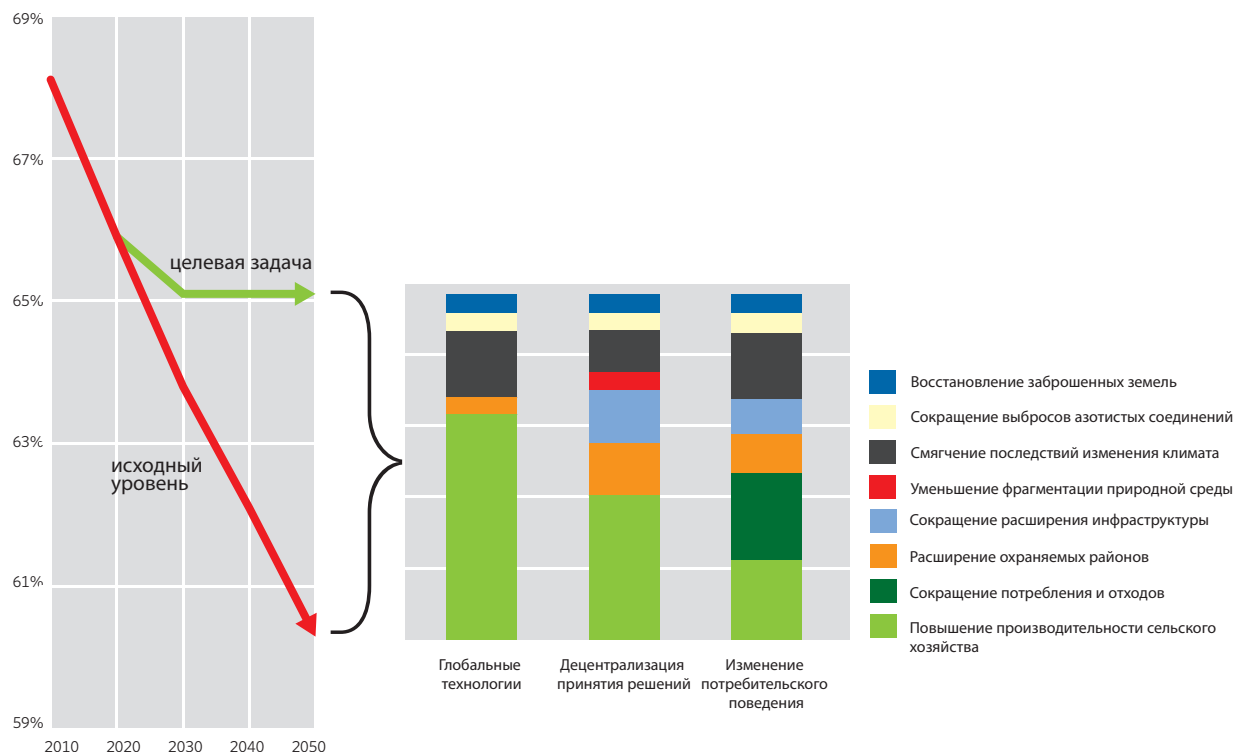 69%
67%
65%
63%
61%
59%
2010 2020 2030 2040 2050
целевая задача
исходный
уровень
Глобальные
технологии
Децентрализация
принятия решений
Изменение
потребительского
поведения
Восстановление заброшенных земель
Сокращение выбросов азотистых соединений
Смягчение последствий изменения климата
Уменьшение фрагментации природной среды
Сокращение расширения инфраструктуры
Расширение охраняемых районов
Сокращение потребления и отходов
Повышение производительности сельского
хозяйства